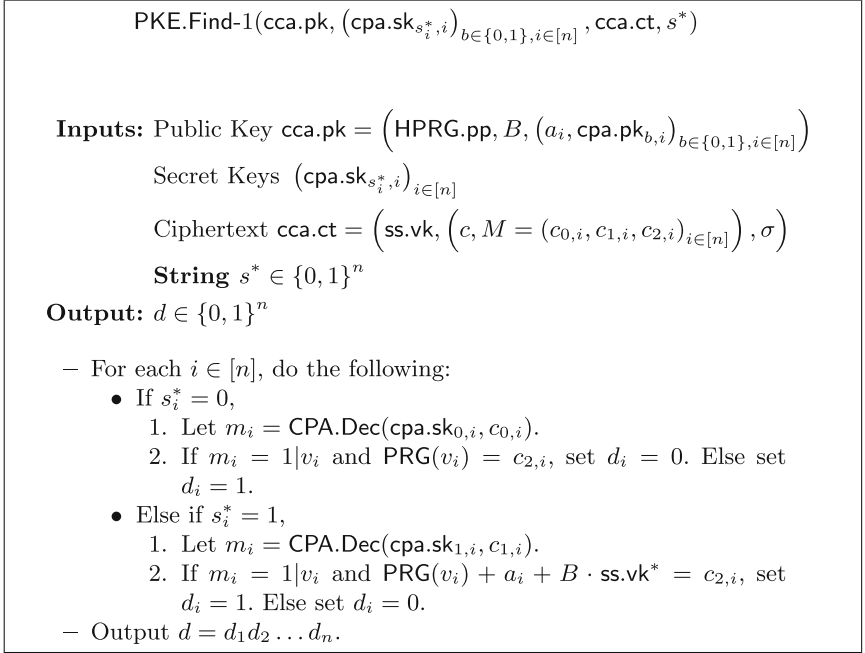 PKE.Find-1(cca.pk, (cpa.sk_{s_i^*,i})_{b∈{0,1},i∈[n]}, cca.ct, s^*)
Inputs: Public Key cca.pk = (HPRG.pp, B, (a_i, cpa.pk_{b,i})_{b∈{0,1},i∈[n]})
Secret Keys (cpa.sk_{s_i^*,i})_{i∈[n]}
Ciphertext cca.ct = (ss.vk, (c, M = (c_{0,i}, c_{1,i}, c_{2,i})_{i∈[n]}), σ)
String s^* ∈ {0, 1}^n
Output: d ∈ {0, 1}^n
– For each i ∈ [n], do the following:
• If s_i^* = 0,
1. Let m_i = CPA.Dec(cpa.sk_{0,i}, c_{0,i}).
2. If m_i = 1|v_i and PRG(v_i) = c_{2,i}, set d_i = 0. Else set
d_i = 1.
• Else if s_i^* = 1,
1. Let m_i = CPA.Dec(cpa.sk_{1,i}, c_{1,i}).
2. If m_i = 1|v_i and PRG(v_i) + a_i + B · ss.vk^* = c_{2,i}, set
d_i = 1. Else set d_i = 0.
– Output d = d_1d_2 . . . d_n.